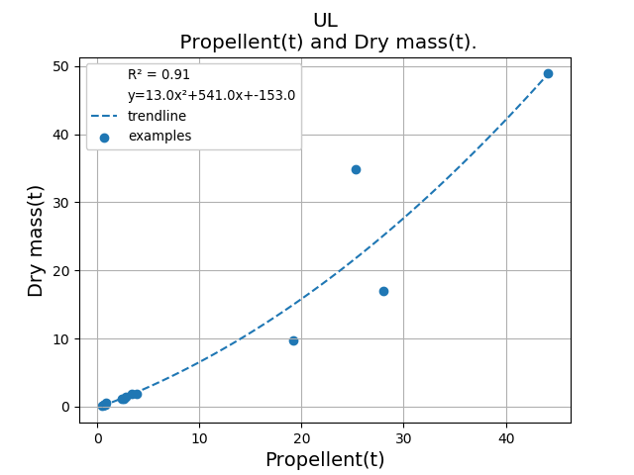 UL
Propellent(t) and Dry mass(t).
R² = 0.91
y=13.0x²+541.0x+-153.0
trendline
examples
50
40
30
20
10
0
Dry mass(t)
0 10 20 30 40
Propellent(t)